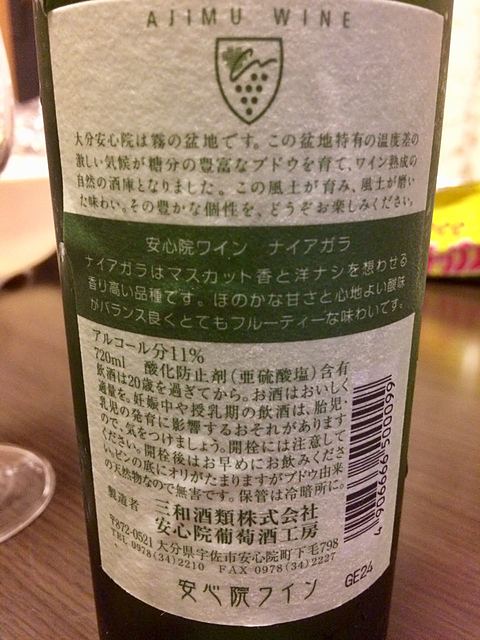 AJIMU WINE
大分安心院は霧の盆地です。この盆地特有の温度差の
激しい気候が糖分の豊富なブドウを育て、ワイン熟成の
自然の酒庫となりました。この風土が育み、風土が磨い
た味わい。その豊かな個性を、どうぞお楽しみください。
安心院ワイン ナイアガラ
ナイアガラはマスカット香と洋ナシを想わせる
香り高い品種です。ほのかな甘さと心地よい酸味
がバランス良くとてもフルーティーな味わいです。
アルコール分11%
720ml 酸化防止剤(亜硫酸塩)含有
飲酒は20歳を過ぎてから。お酒はおいしく
適量を。妊娠中や授乳期の飲酒は、胎児・
乳児の発育に影響するおそれがあります
ので、気をつけましょう。開栓には注意して
ください。開栓後はお早めにお飲みくださ
い。ビンの底にオリがたまりますがブドウ由来
の天然物なので無害です。保管は冷暗所に。
製造者 三和酒類株式会社
安心院葡萄酒工房
〒872-0521 大分県宇佐市安心院町下毛798
TEL 0978(34)2210 FAX 0978(34)2227
安心院ワイン
GE24
4 906666 500099